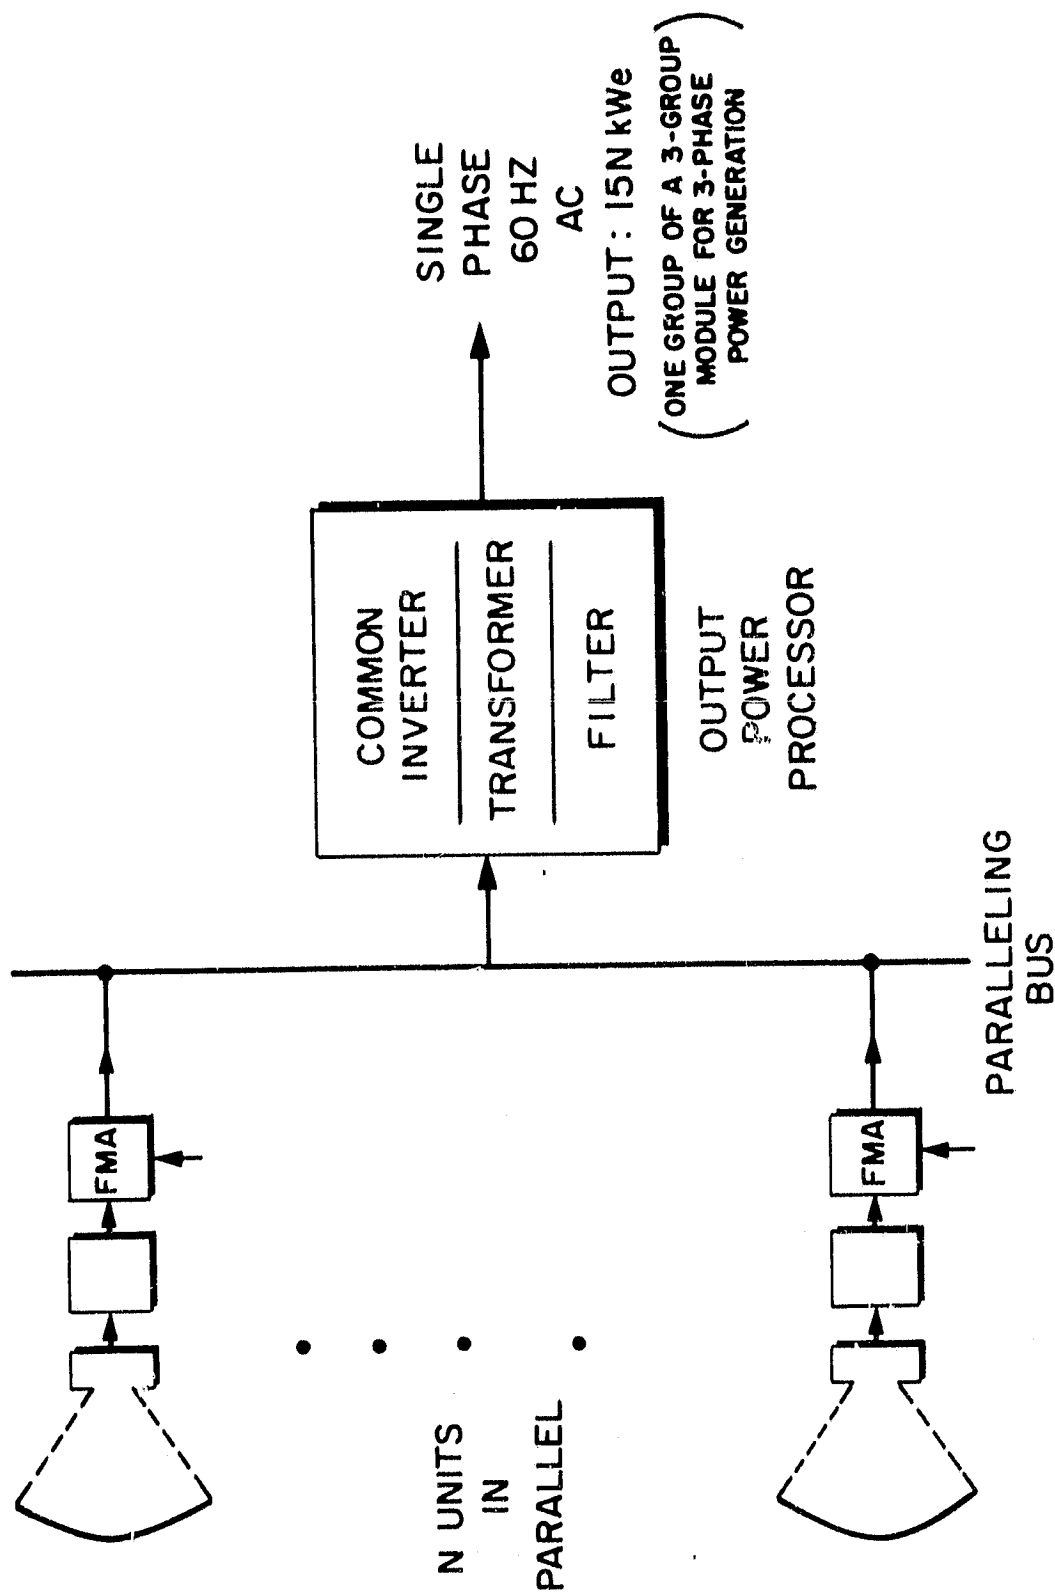 N UNITS
IN
PARALLEL
FMA
FMA
PARALLELING
BUS
COMMON
INVERTER
TRANSFORMER
FILTER
OUTPUT
POWER
PROCESSOR
SINGLE
PHASE
60 HZ
AC
OUTPUT: 15N kWe
(ONE GROUP OF A 3-GROUP
MODULE FOR 3-PHASE
POWER GENERATION)